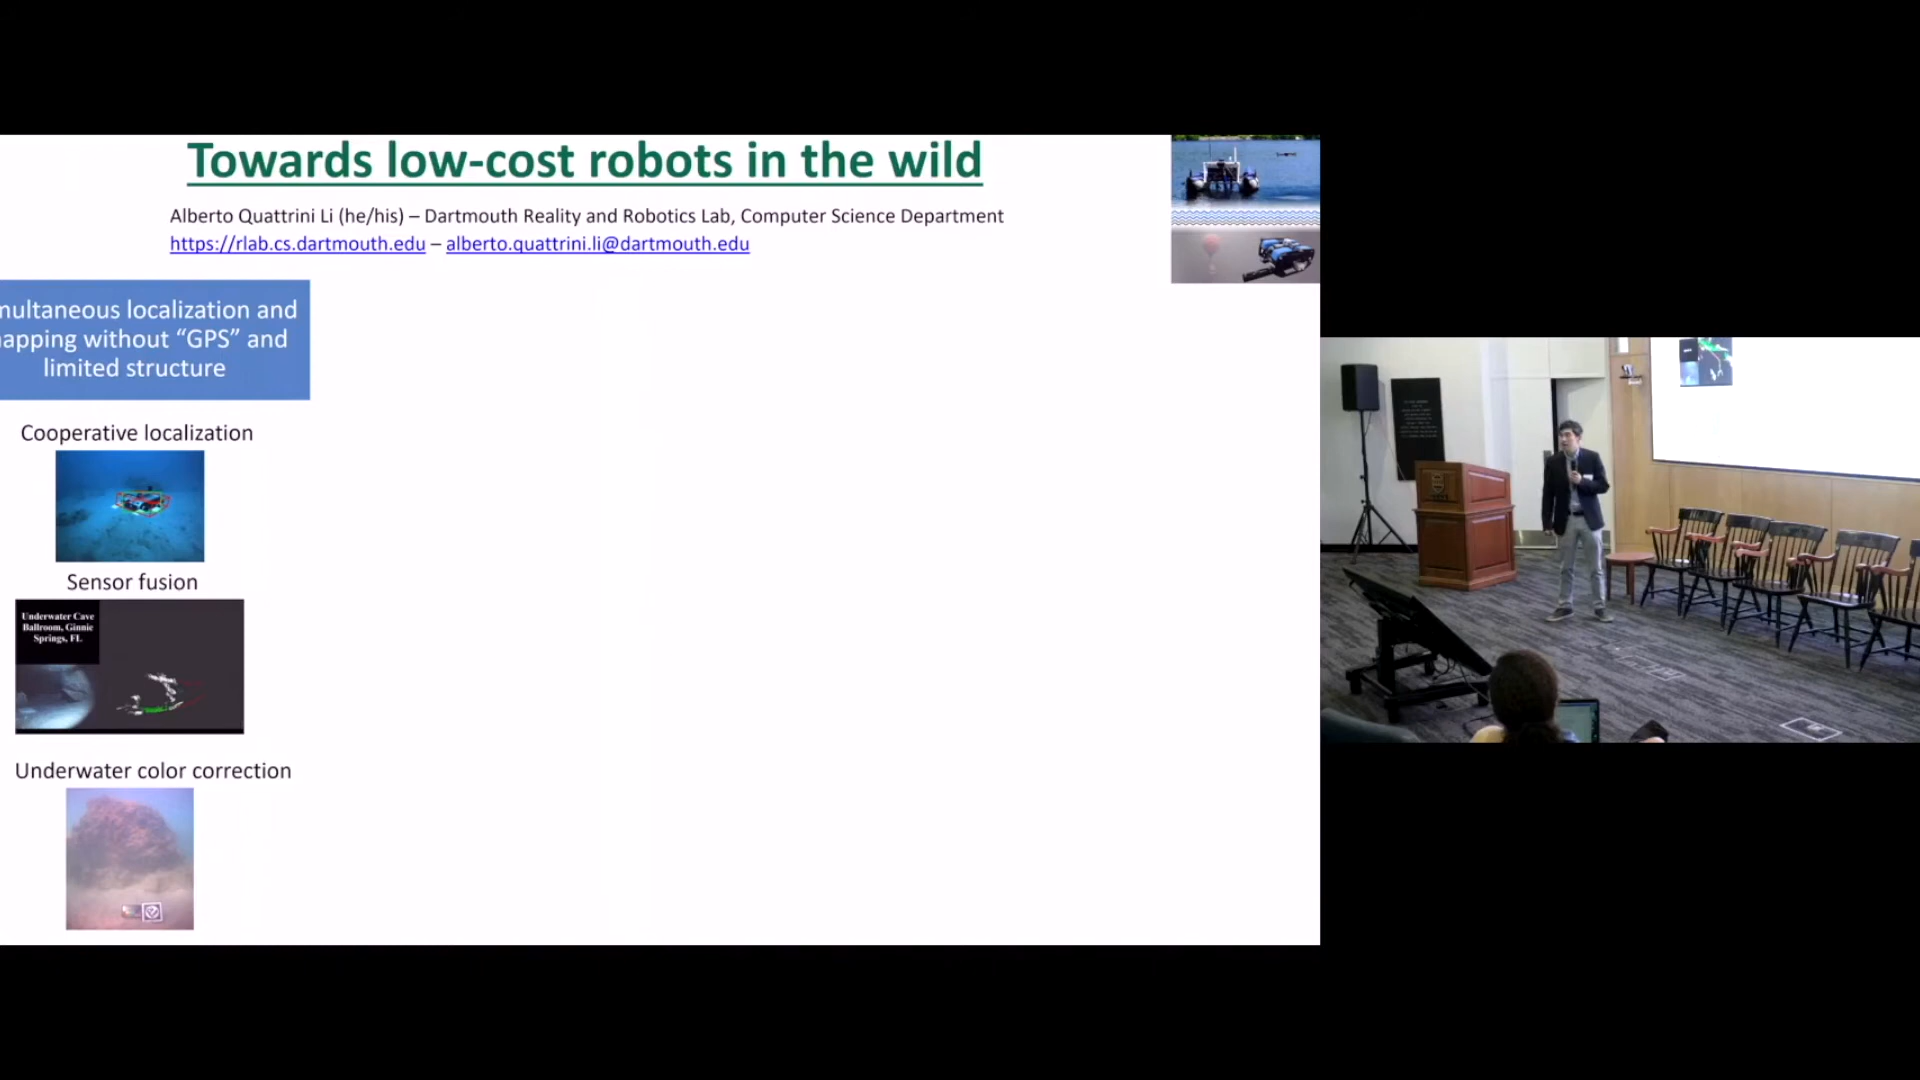 Towards low-cost robots in the wild
Alberto Quattrini Li (he/his) – Dartmouth Reality and Robotics Lab, Computer Science Department
https://rlab.cs.dartmouth.edu – alberto.quattrini.li@dartmouth.edu
multaneous localization and
apping without “GPS” and
limited structure
Cooperative localization
Sensor fusion
Underwater Cave
Ballroom, Ginnie
Springs, FL
Underwater color correction